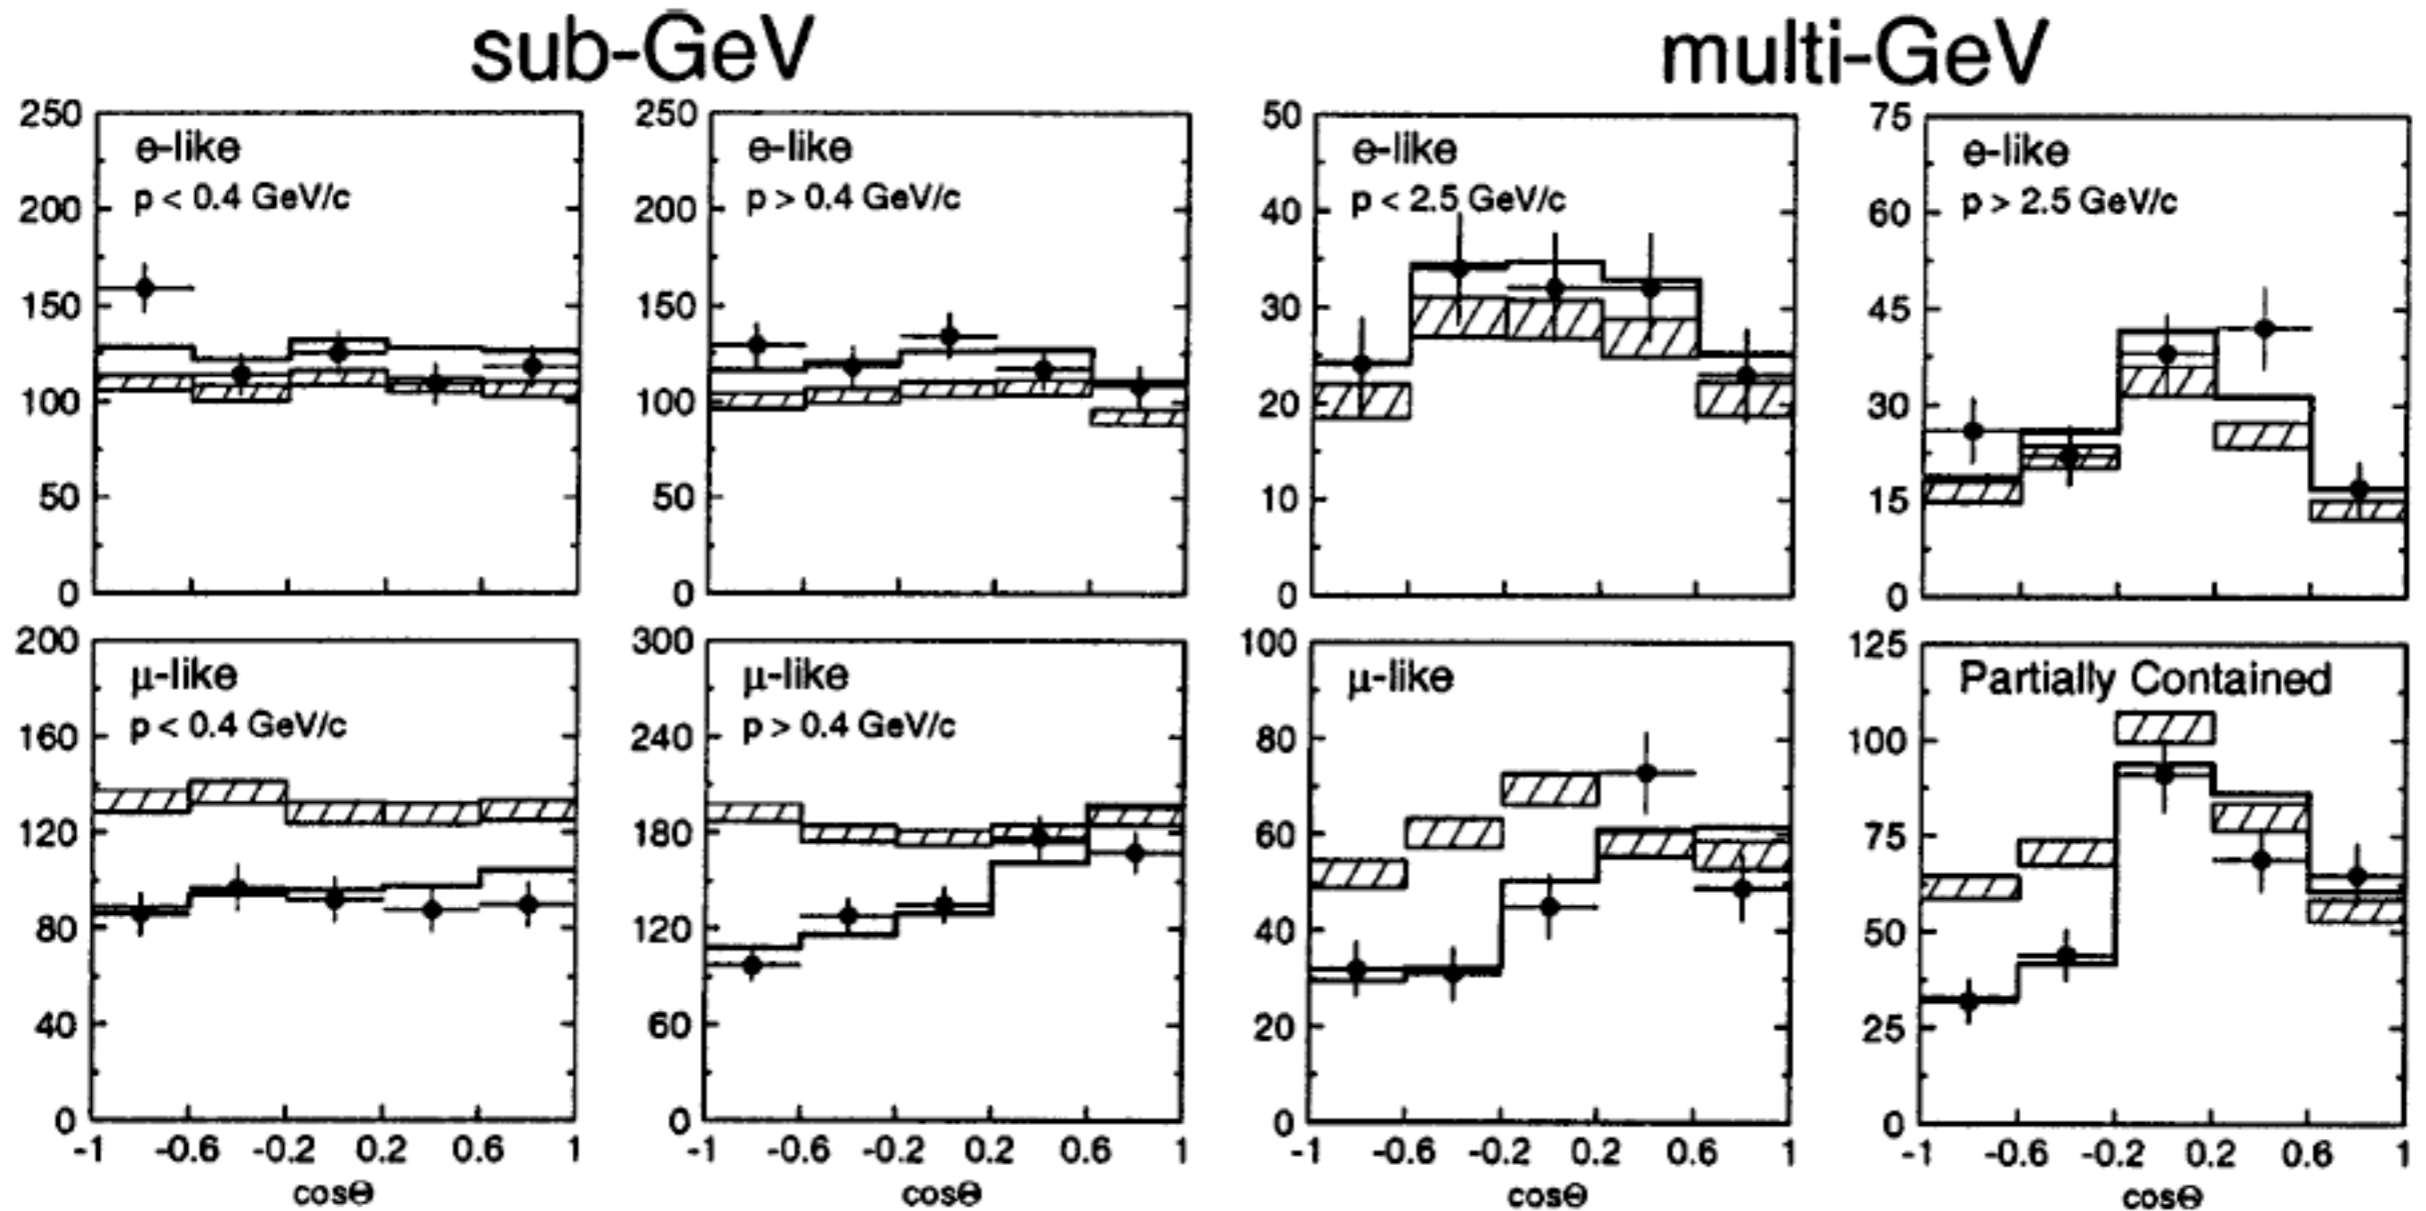 sub-GeV
multi-GeV
250
200
150
100
50
0
e-like
p < 0.4 GeV/c
250
200
150
100
50
0
e-like
p > 0.4 GeV/c
50
40
30
20
10
0
e-like
p < 2.5 GeV/c
75
60
45
30
15
0
e-like
p > 2.5 GeV/c
200
160
120
80
40
0
μ-like
p < 0.4 GeV/c
-1 -0.6 -0.2 0.2 0.6 1
cosΘ
300
240
180
120
60
0
μ-like
p > 0.4 GeV/c
-1 -0.6 -0.2 0.2 0.6 1
cosΘ
100
80
60
40
20
0
μ-like
-1 -0.6 -0.2 0.2 0.6 1
cosΘ
125
100
75
50
25
0
Partially Contained
-1 -0.6 -0.2 0.2 0.6 1
cosΘ